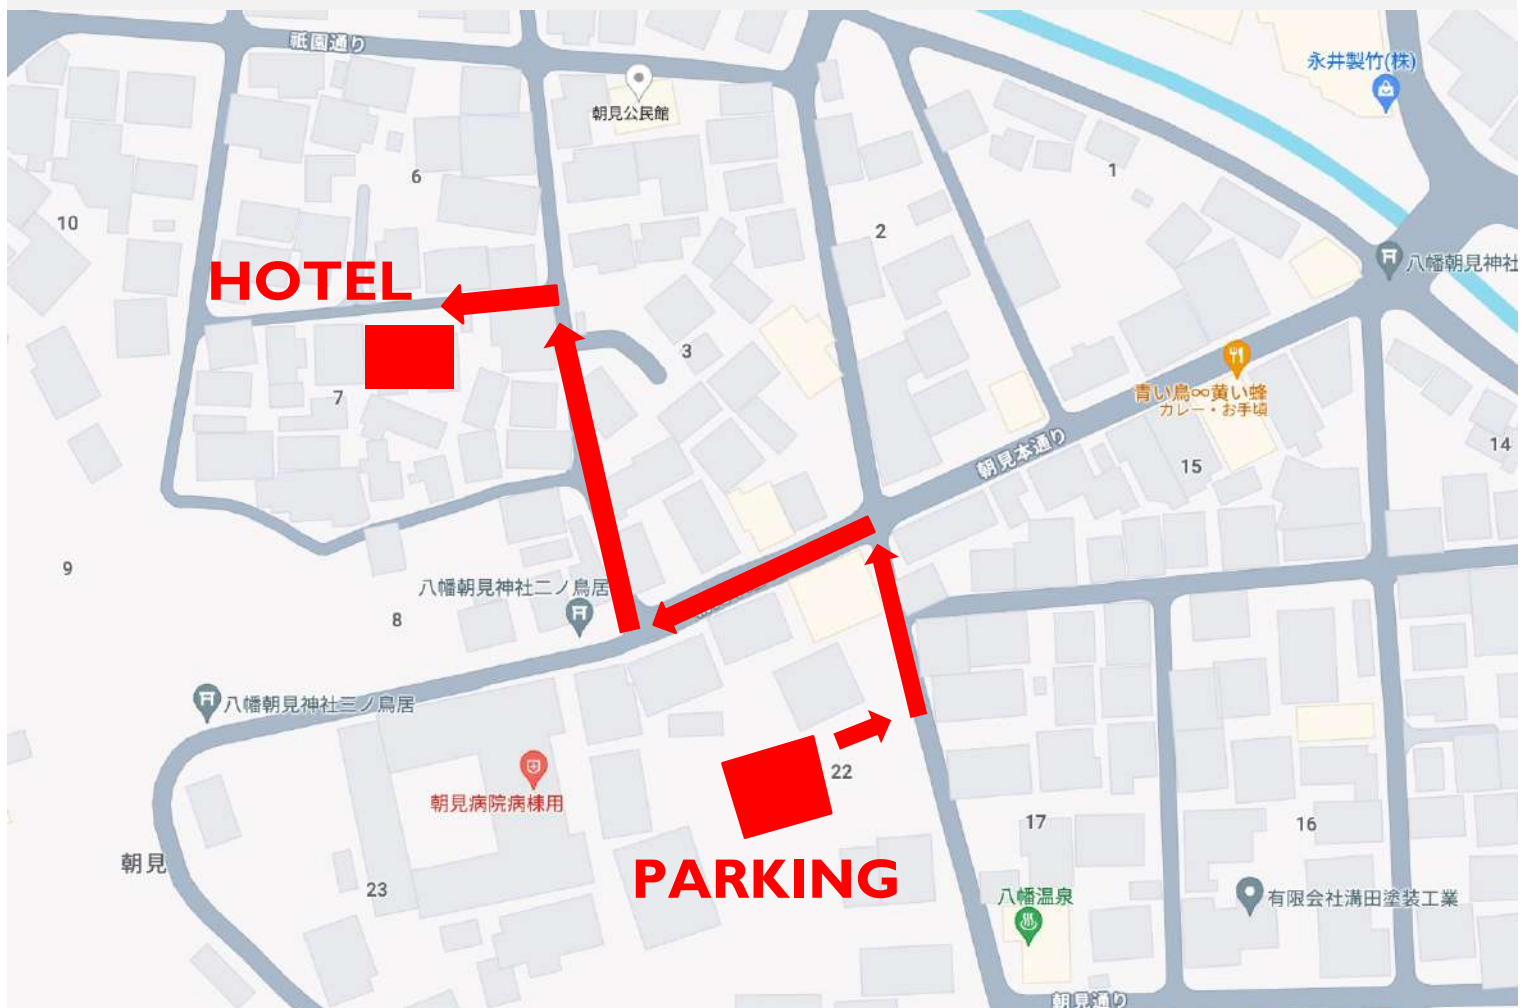 祇園通り
永井製竹(株)
朝見公民館
6
1
10
2
八幡朝見神社
HOTEL
3
青い鳥∞黄い蜂
カレー・お手頃
7
朝見本通り
14
15
9
八幡朝見神社二ノ鳥居
8
八幡朝見神社三ノ鳥居
22
朝見病院病棟用
17
16
朝見
PARKING
23
八幡温泉
有限会社溝田塗装工業
朝見通り